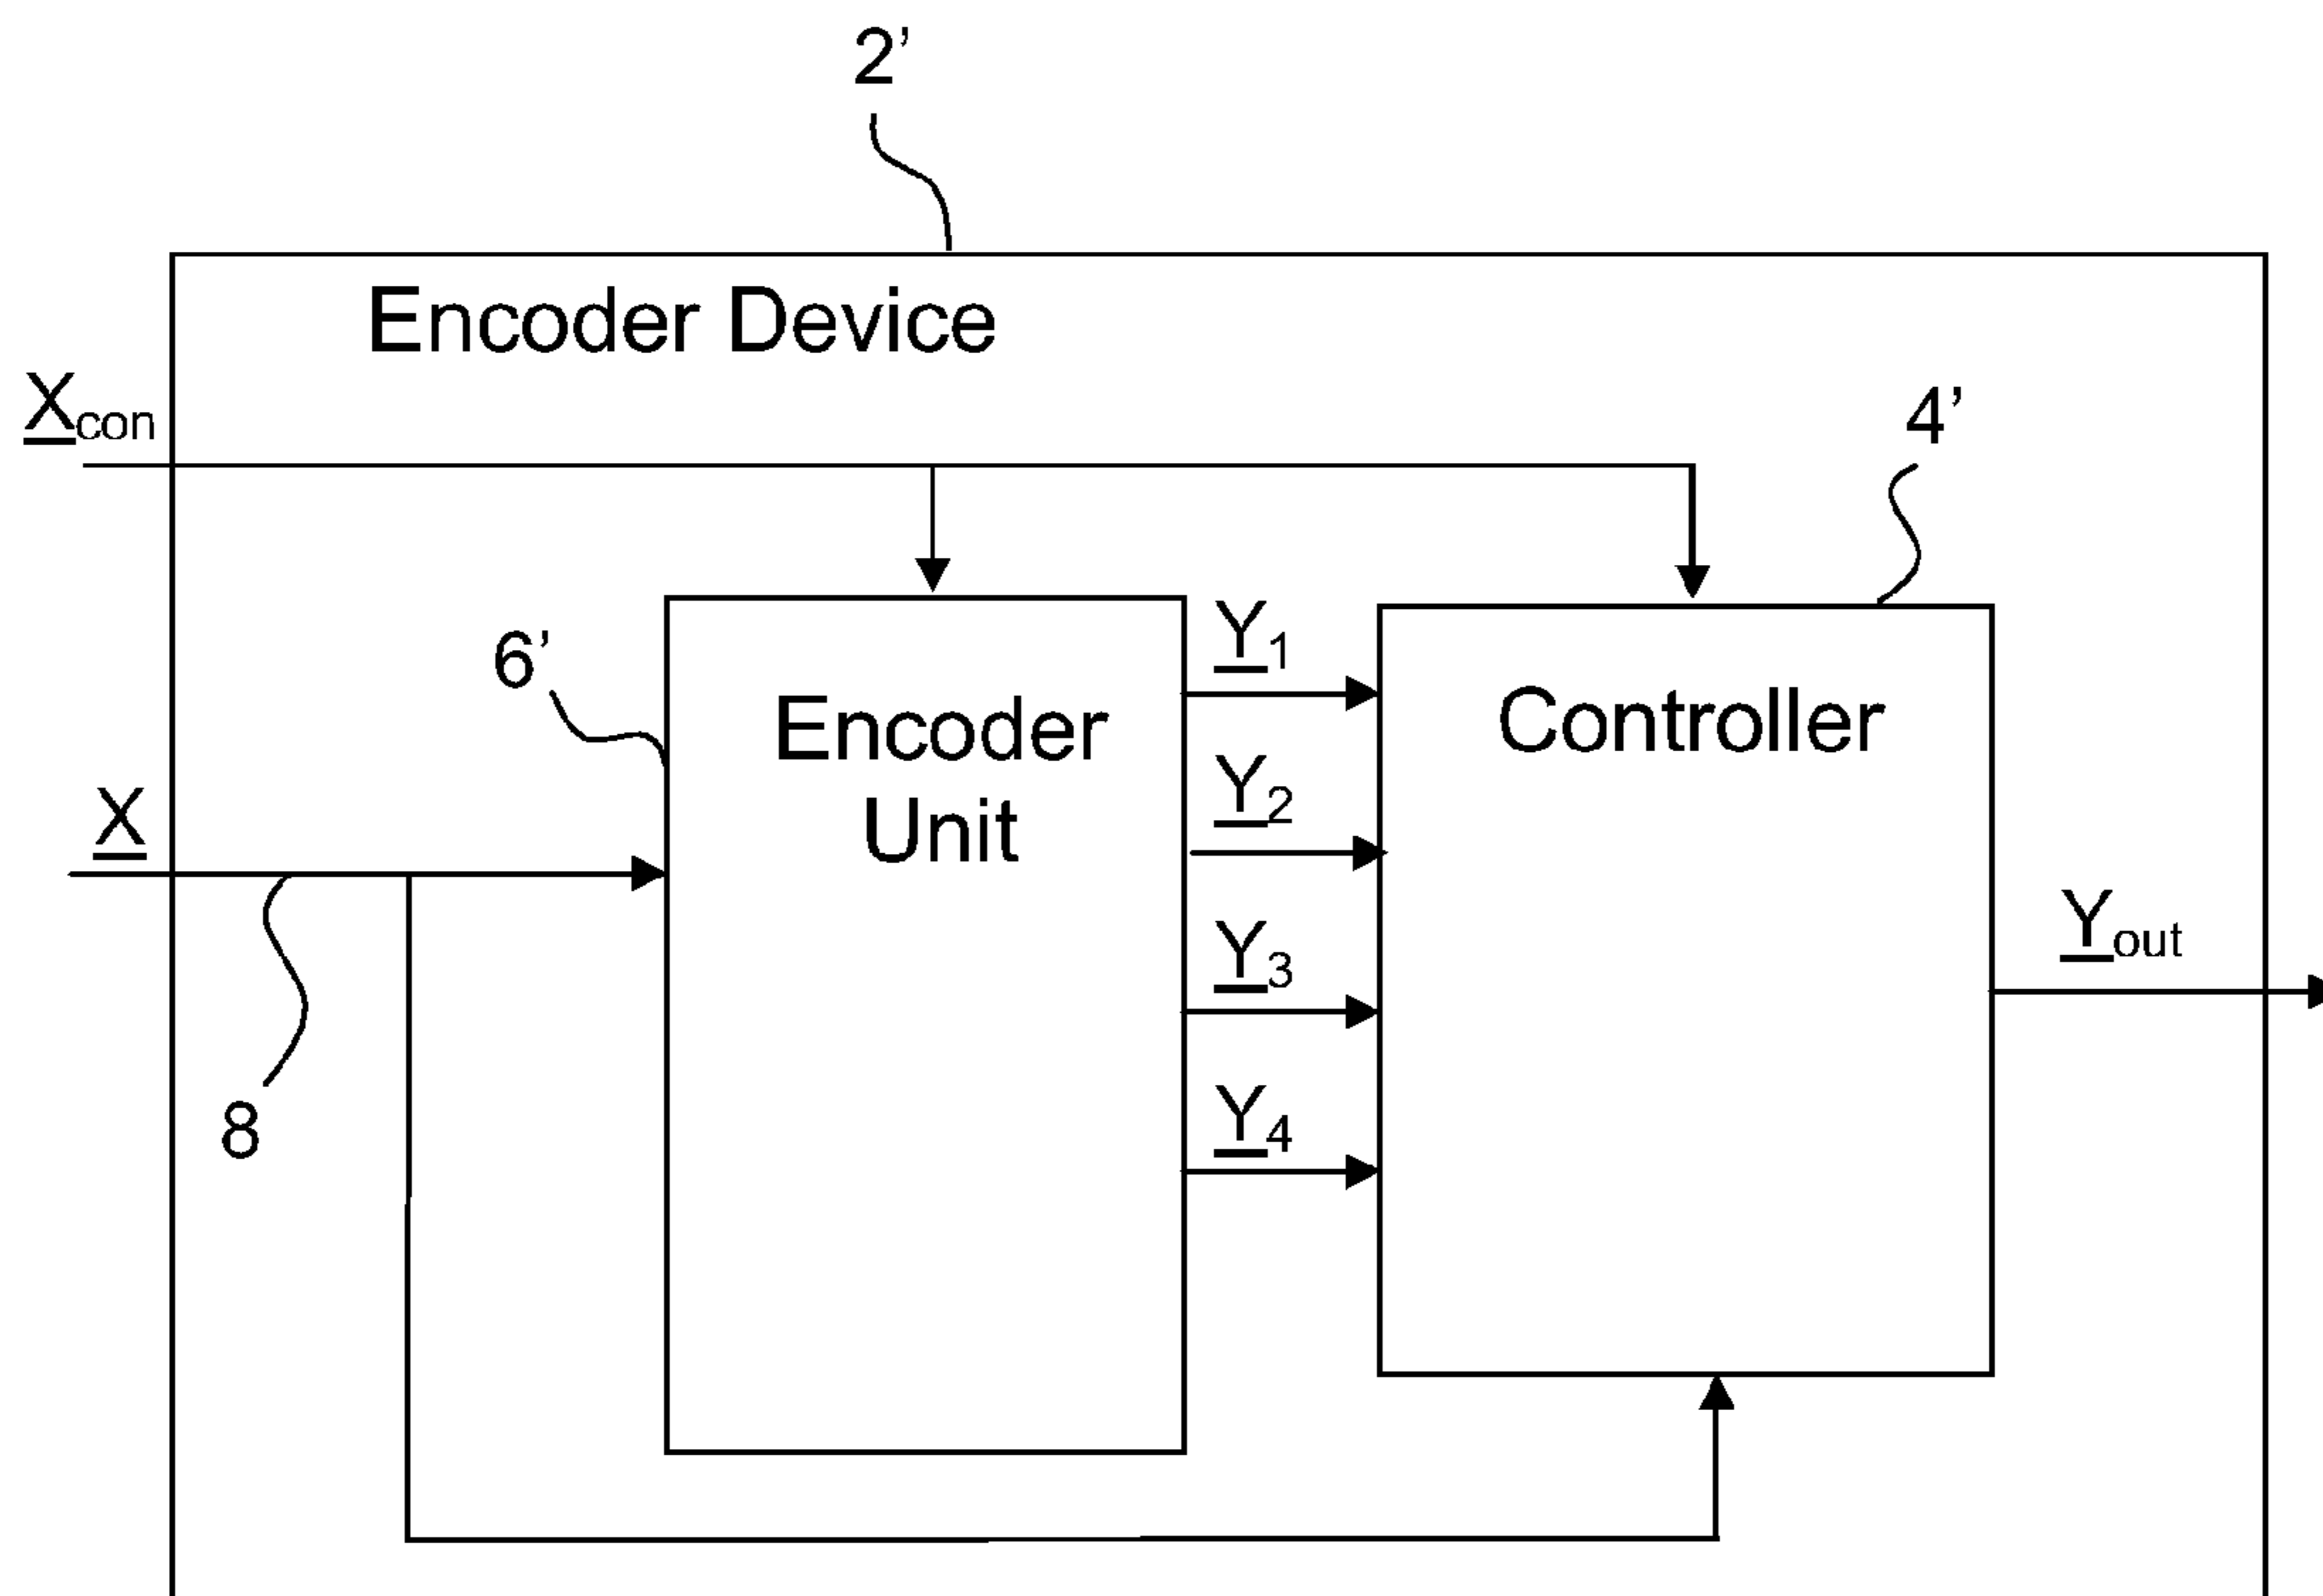 2’
Encoder Device
Xcon
4’
6’
Y1
Encoder
Unit
Controller
Y2
X
Y3
Yout
8
Y4